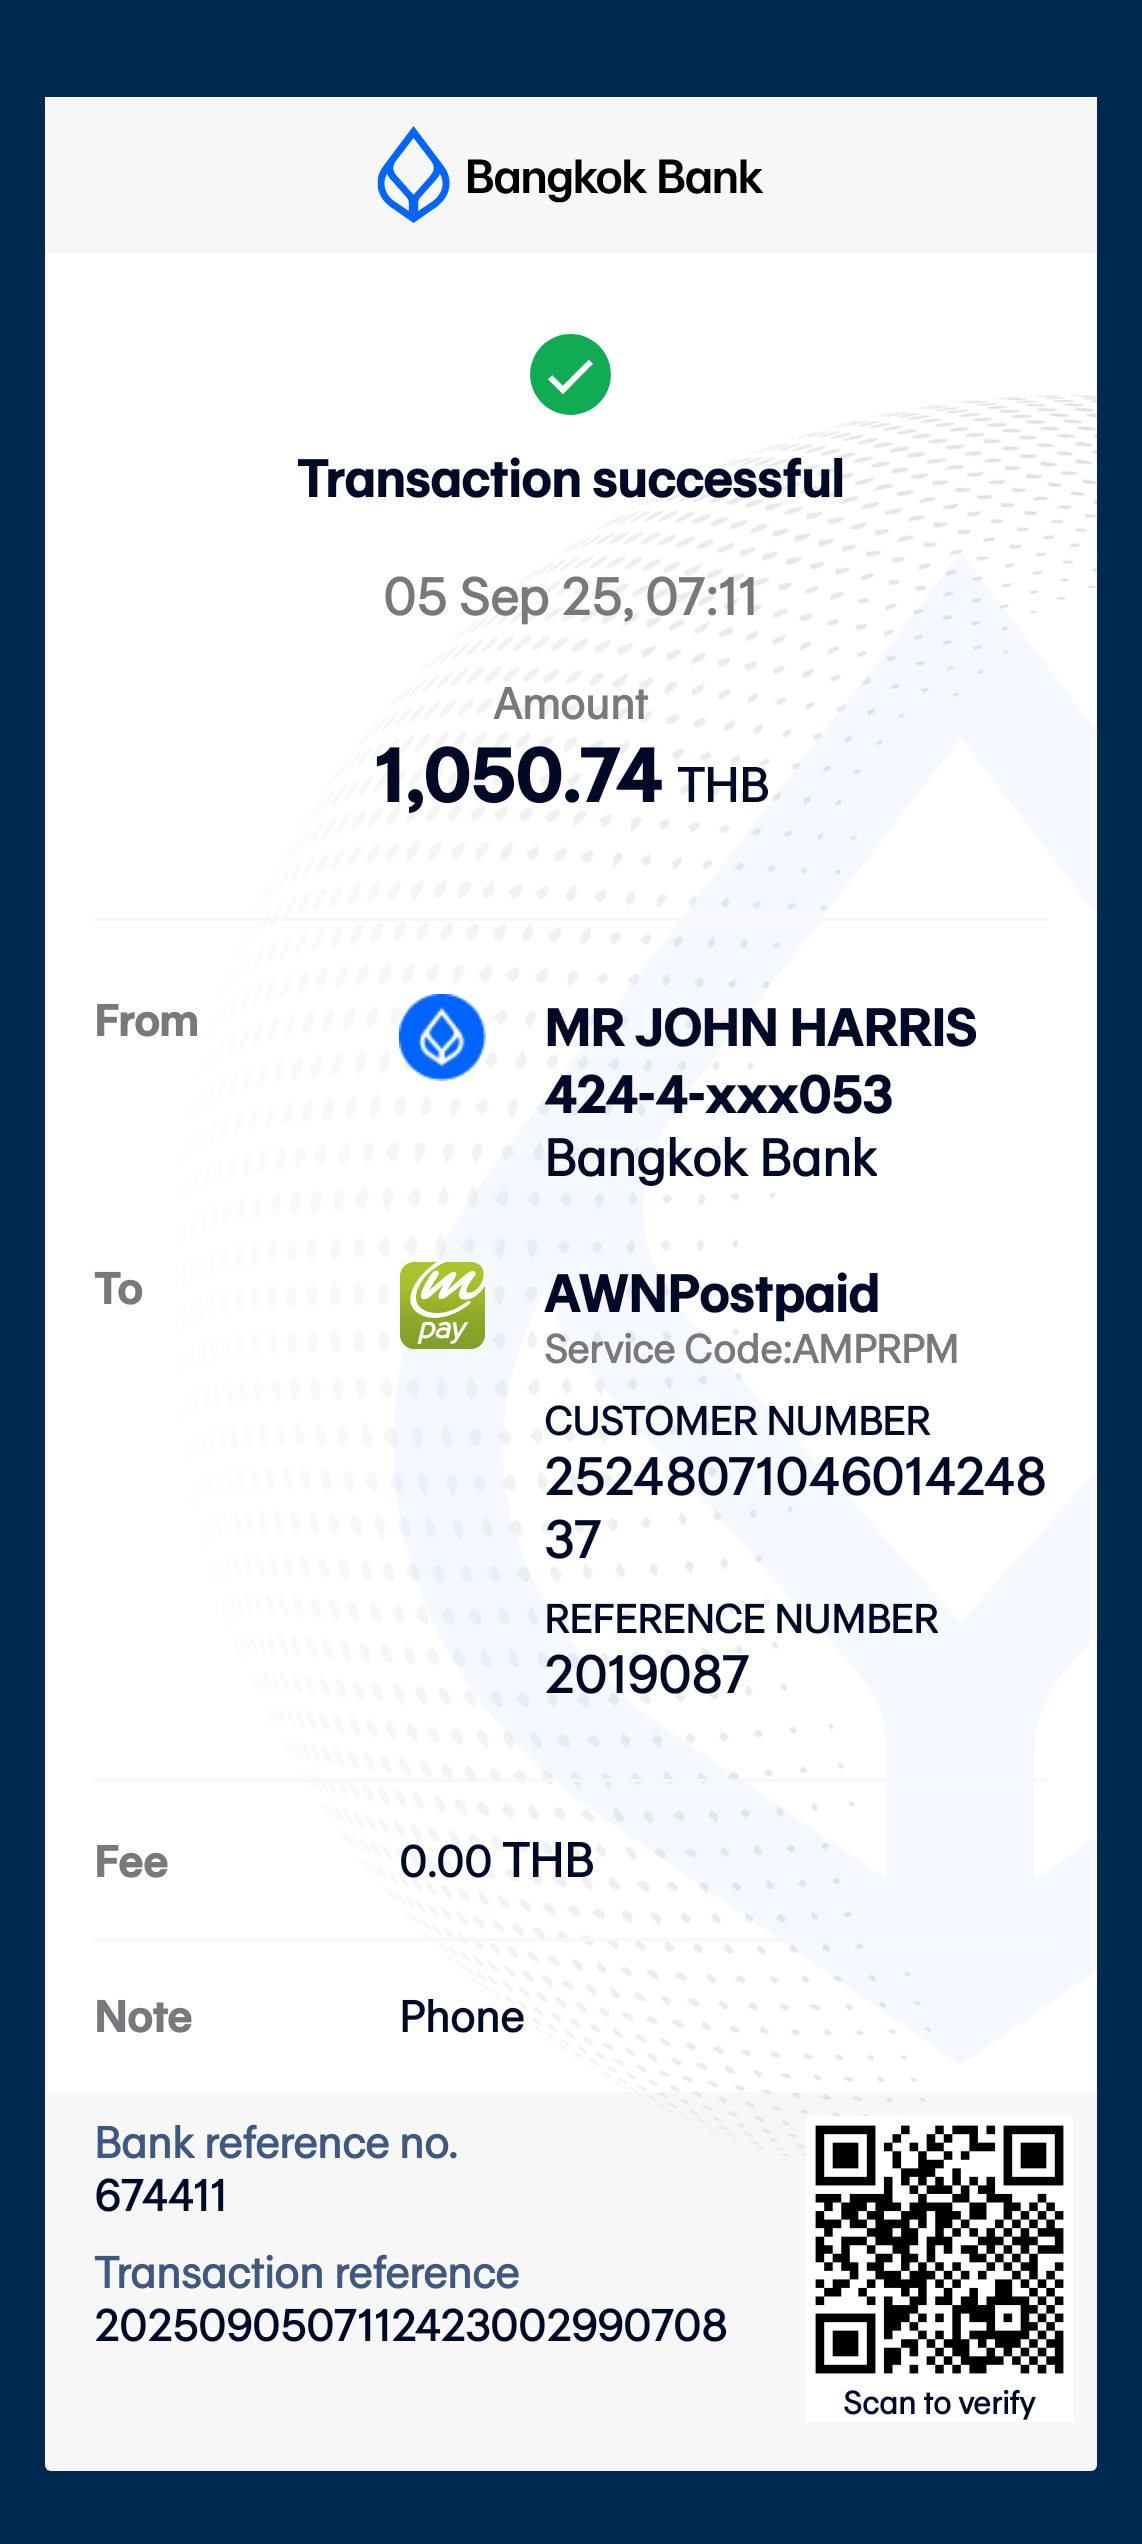 Bangkok Bank
Transaction successful
05 Sep 25, 07:11
Amount
1,050.74 THB
From
MR JOHN HARRIS
424-4-xxx053
Bangkok Bank
To
m pay
AWNPostpaid
Service Code:AMPRPM
CUSTOMER NUMBER
25248071046014248
37
REFERENCE NUMBER
2019087
Fee 0.00 THB
Note Phone
Bank reference no.
674411
Transaction reference
2025090507112423002990708
Scan to verify